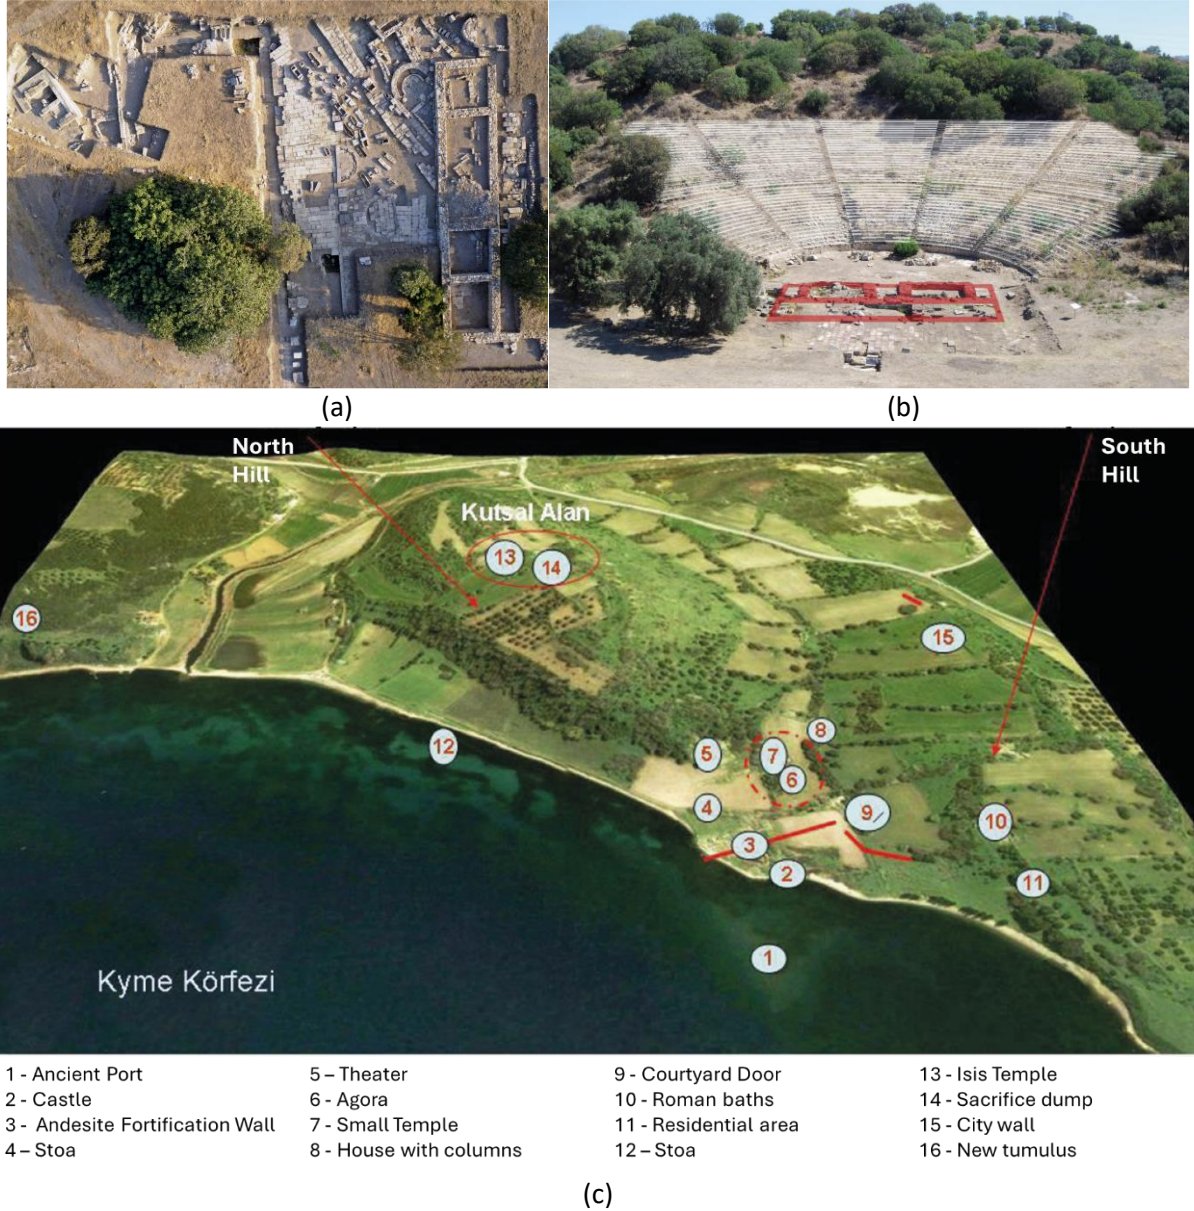 (a)
(b)
North
Hill
South
Hill
Kutsal Alan
13
14
16
15
12
5
7
8
6
4
9
10
3
2
11
1
Kyme Körfezi
1 - Ancient Port
2 - Castle
3 - Andesite Fortification Wall
4 – Stoa
5 – Theater
6 - Agora
7 - Small Temple
8 - House with columns
9 - Courtyard Door
10 - Roman baths
11 - Residential area
12 – Stoa
13 - Isis Temple
14 - Sacrifice dump
15 - City wall
16 - New tumulus
(c)